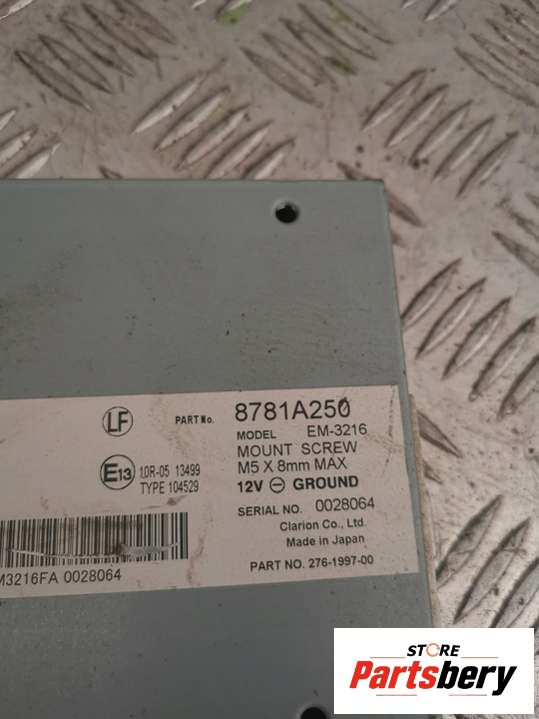 LF
PART No. 8781A250
MODEL EM-3216
MOUNT SCREW
M5 X 8mm MAX
E13 10R-05 13499
TYPE 104529
12V ⊖ GROUND
SERIAL NO. 0028064
Clarion Co., Ltd.
Made in Japan
M3216FA 0028064
PART NO. 276-1997-00
STORE
Partsbery